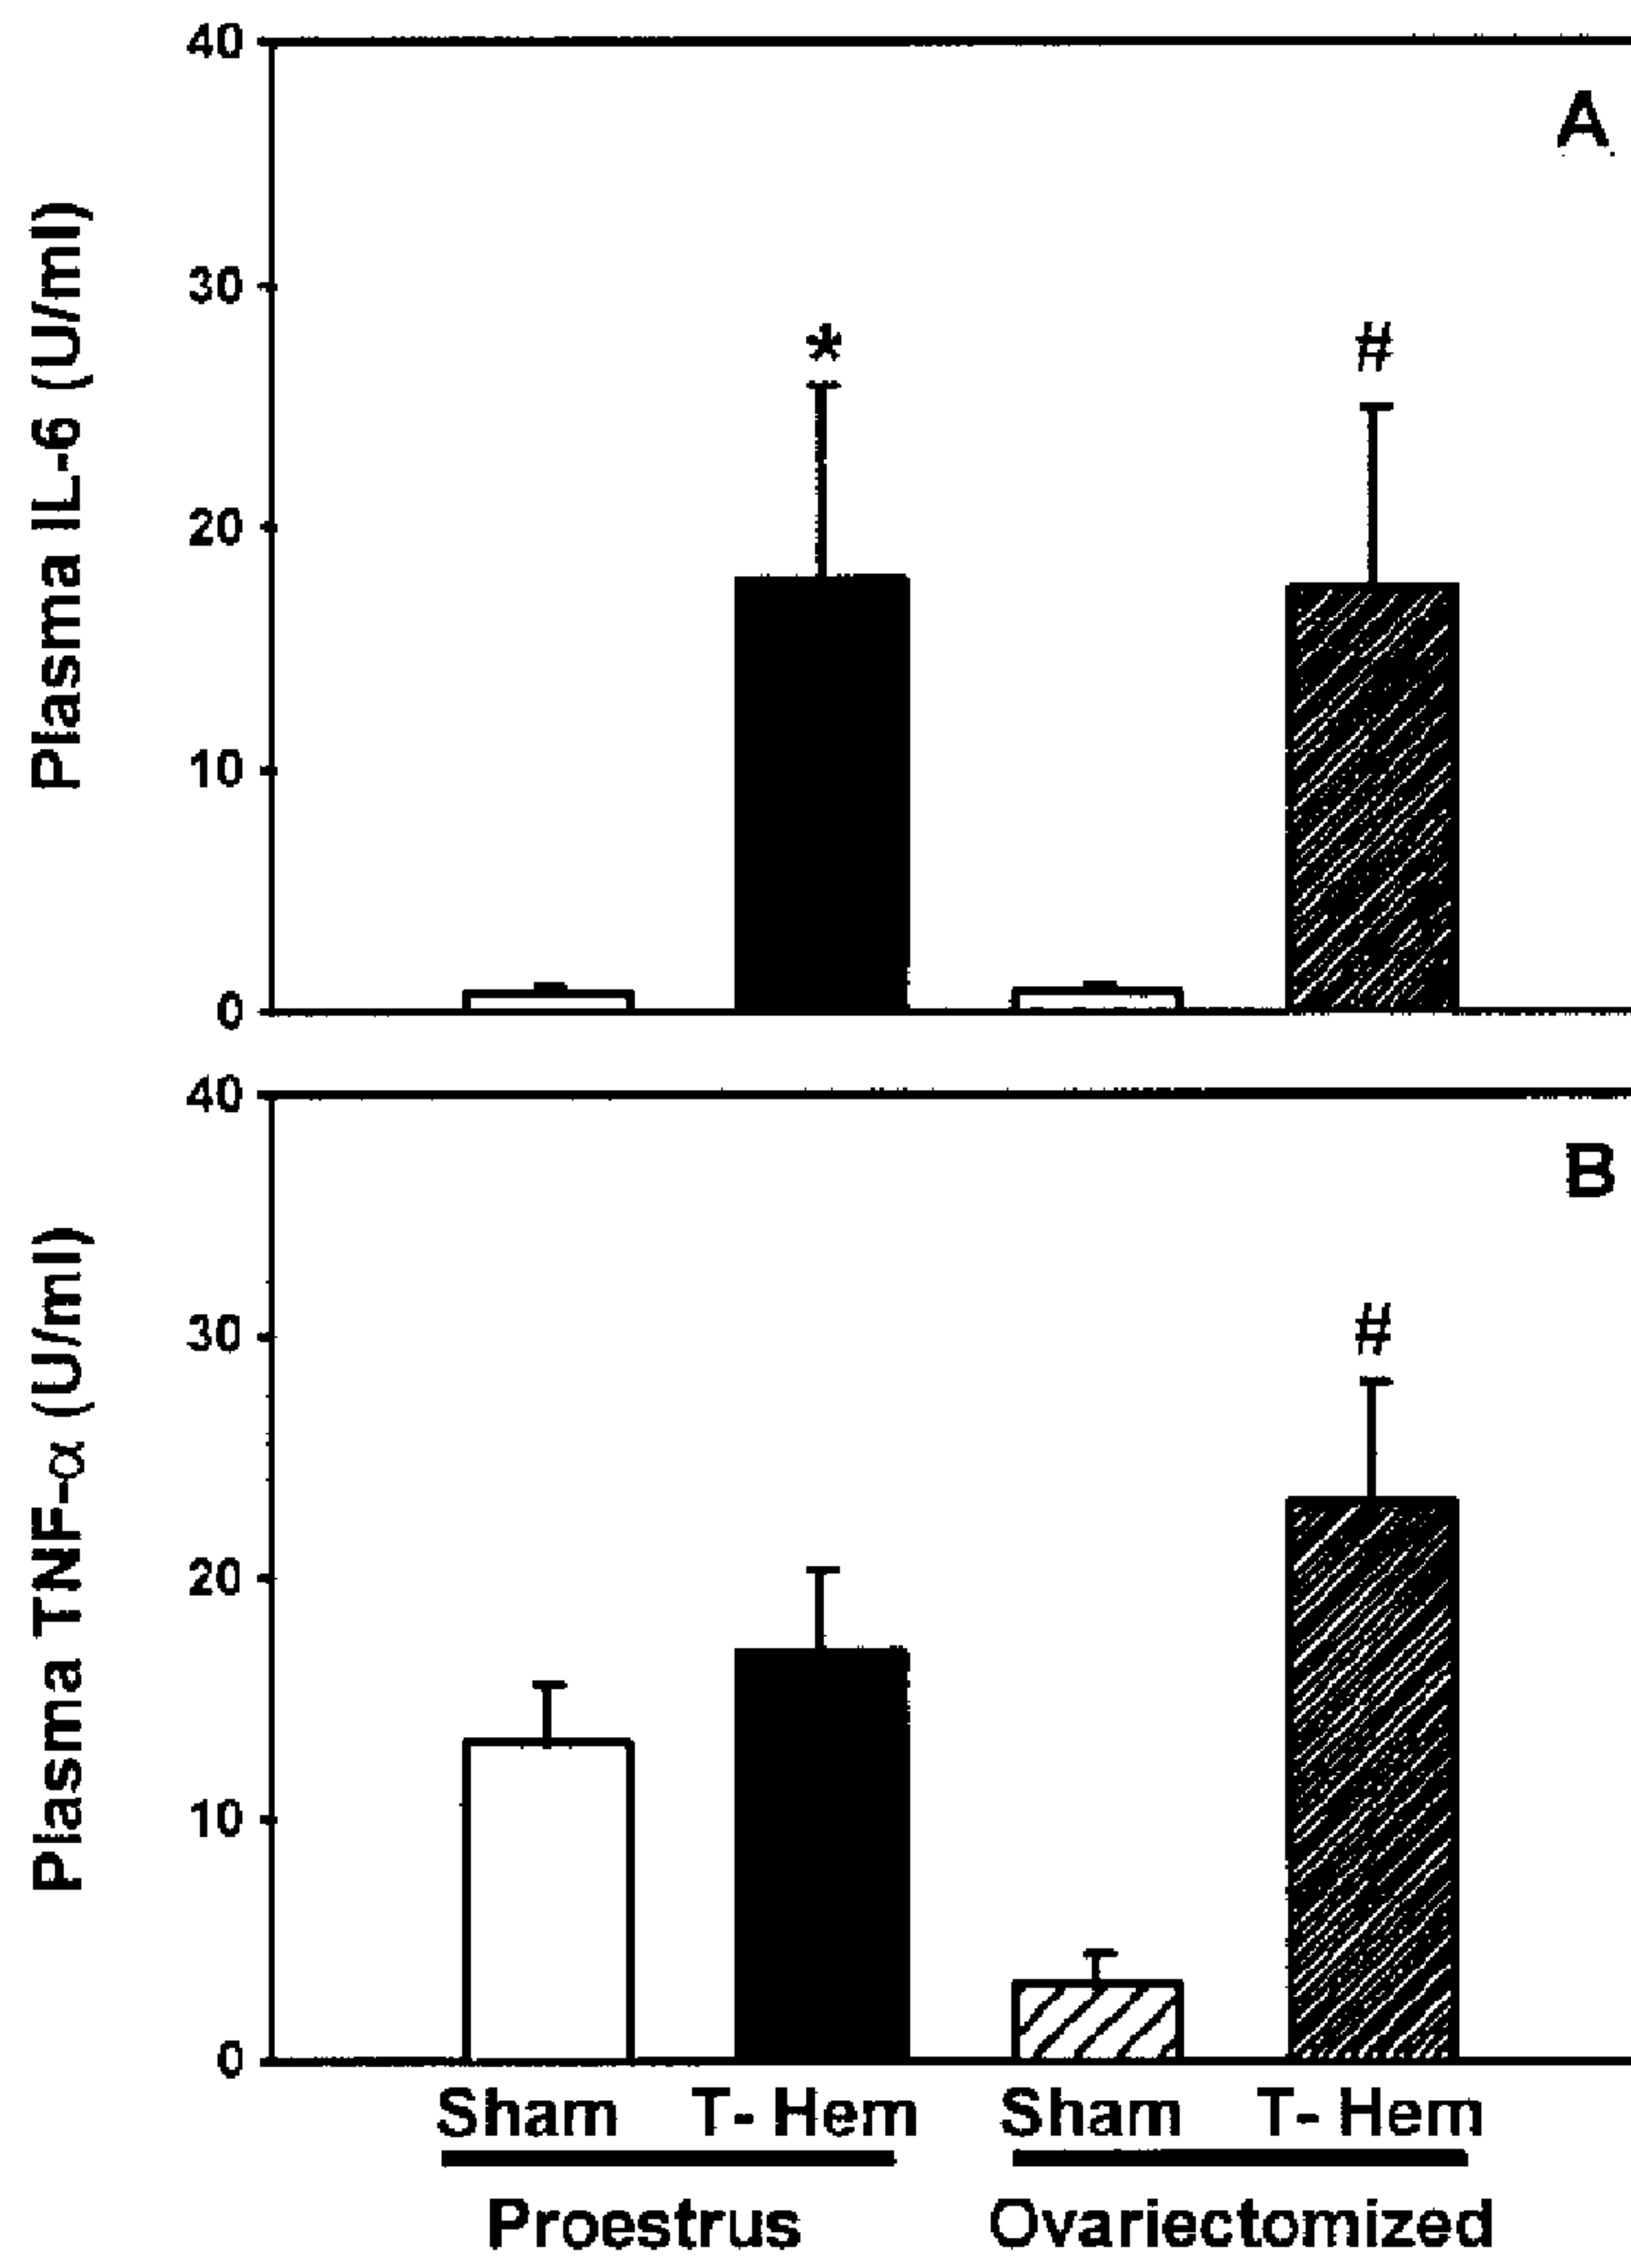 A
Plasma IL-6 (U/ml)
40
30
20
10
0
*
#
B
Plasma TNF-α (U/ml)
40
30
20
10
0
#
Sham T- Hem Sham T- Hem
Proestrus Ovariectomized